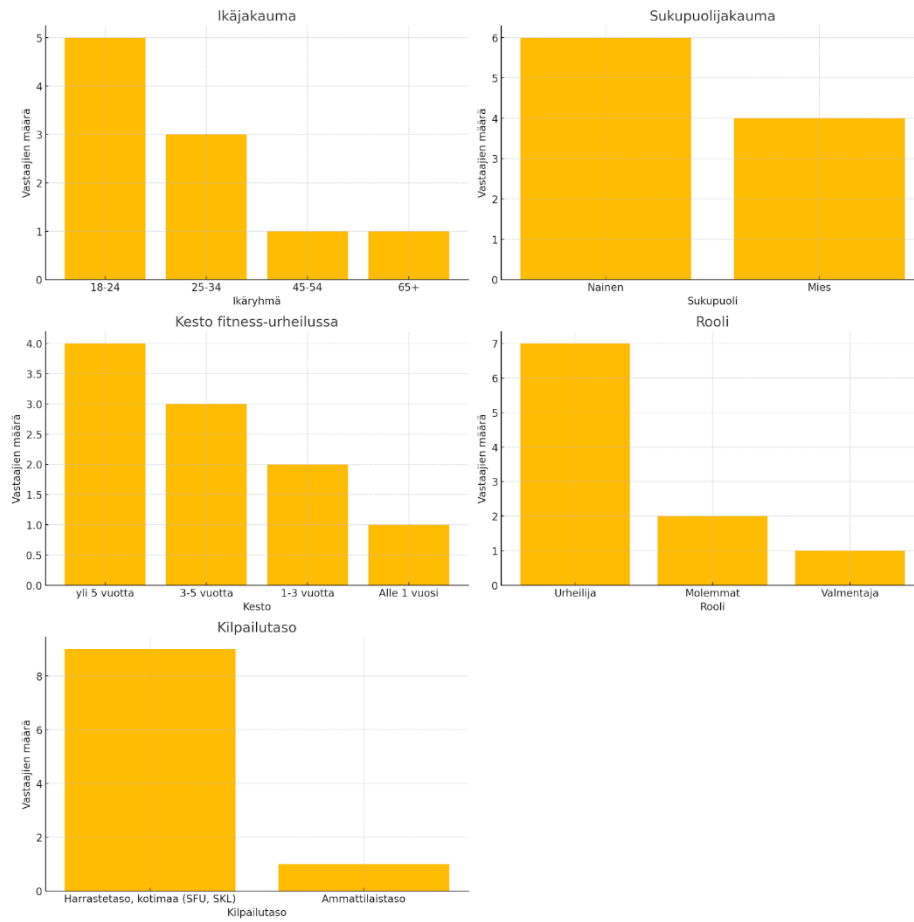 Ikäjakauma
Vastaajien määrä
5
4
3
2
1
0
18-24 25-34 45-54 65+
Ikäryhmä
Sukupuolijakauma
Vastaajien määrä
6
5
4
3
2
1
0
Nainen Mies
Sukupuoli
Kesto fitness-urheilussa
Vastaajien määrä
4.0
3.5
3.0
2.5
2.0
1.5
1.0
0.5
0.0
yli 5 vuotta 3-5 vuotta 1-3 vuotta Alle 1 vuosi
Kesto
Rooli
Vastaajien määrä
7
6
5
4
3
2
1
0
Urheilija Molemmat Valmentaja
Rooli
Kilpailutaso
Vastaajien määrä
8
6
4
2
0
Harrastetaso, kotimaa (SFU, SKL) Ammattilaistaso
Kilpailutaso